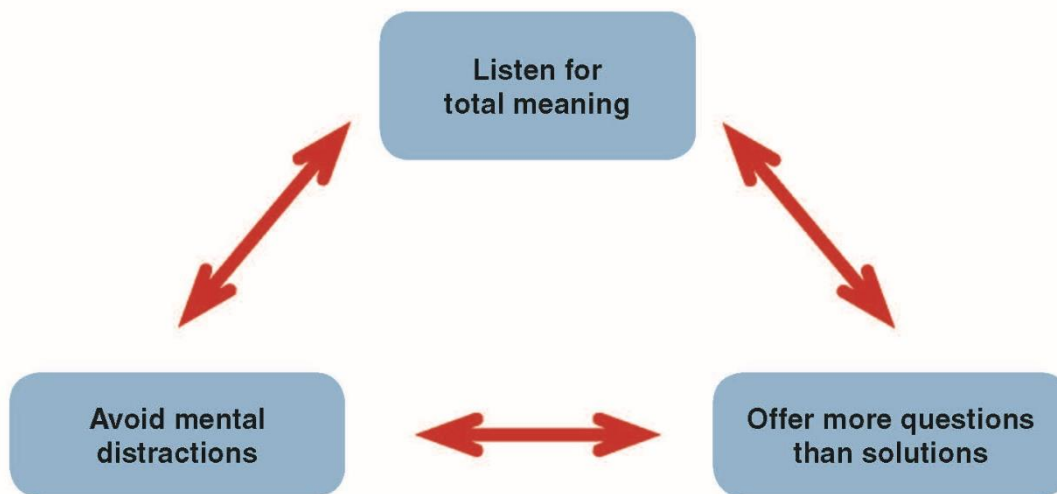 Listen for
total meaning
Avoid mental
distractions
Offer more questions
than solutions